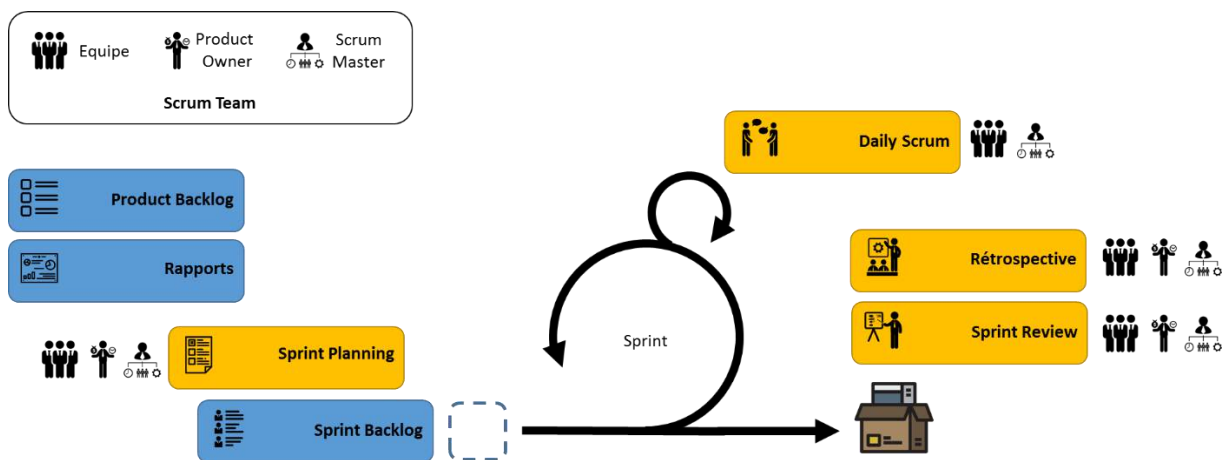 Equipe
Product
Owner
Scrum
Master
Scrum Team
Daily Scrum
Product Backlog
Rapports
Rétrospective
Sprint Review
Sprint Planning
Sprint
Sprint Backlog